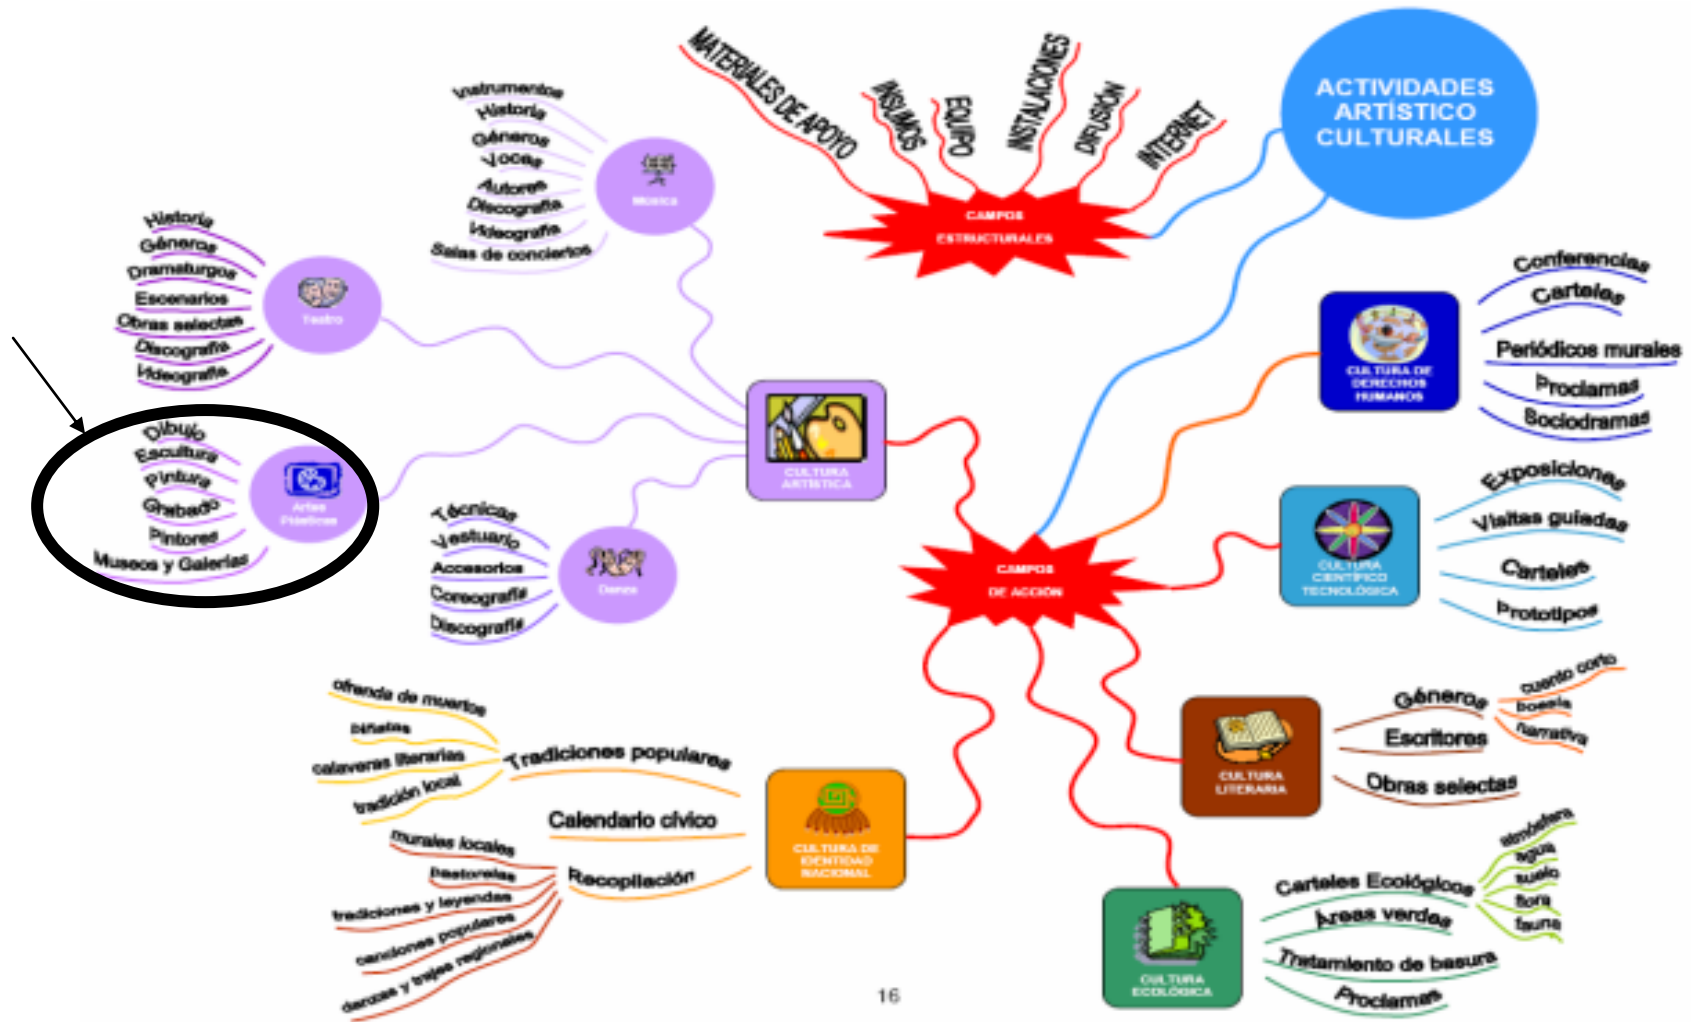 ACTIVIDADES
ARTÍSTICO
CULTURALES
MATERIALES DE APOYO
INSUMOS
EQUIPO
INSTALACIONES
DIFUSIÓN
INTERNET
CAMPOS
ESTRUCTURALES
Instrumentos
Historia
Géneros
Voces
Autores
Discografía
Videografía
Salas de conciertos
Música
Historia
Géneros
Dramaturgos
Escenarios
Obras selectas
Discografía
Videografía
Teatro
Dibujo
Escultura
Pintura
Grabado
Pintores
Museos y Galerías
Artes
Plásticas
Técnicas
Vestuario
Accesorios
Coreografía
Discografía
Danza
CULTURA
ARTÍSTICA
CAMPOS
DE ACCIÓN
CULTURA DE
DERECHOS
HUMANOS
Conferencias
Carteles
Periódicos murales
Proclamas
Sociodramas
CULTURA
CIENTÍFICO
TECNOLÓGICA
Exposiciones
Visitas guiadas
Carteles
Prototipos
CULTURA
LITERARIA
Géneros
cuento corto
poesía
narrativa
Escritores
Obras selectas
CULTURA
ECOLÓGICA
Carteles Ecológicos
atmósfera
agua
suelo
flora
fauna
Áreas verdes
Tratamiento de basura
Proclamas
CULTURA DE
IDENTIDAD
NACIONAL
Tradiciones populares
ofrenda de muertos
piñatas
calaveras literarias
tradición local
Calendario cívico
Recopilación
murales locales
pastorelas
tradiciones y leyendas
canciones populares
danzas y trajes regionales
16